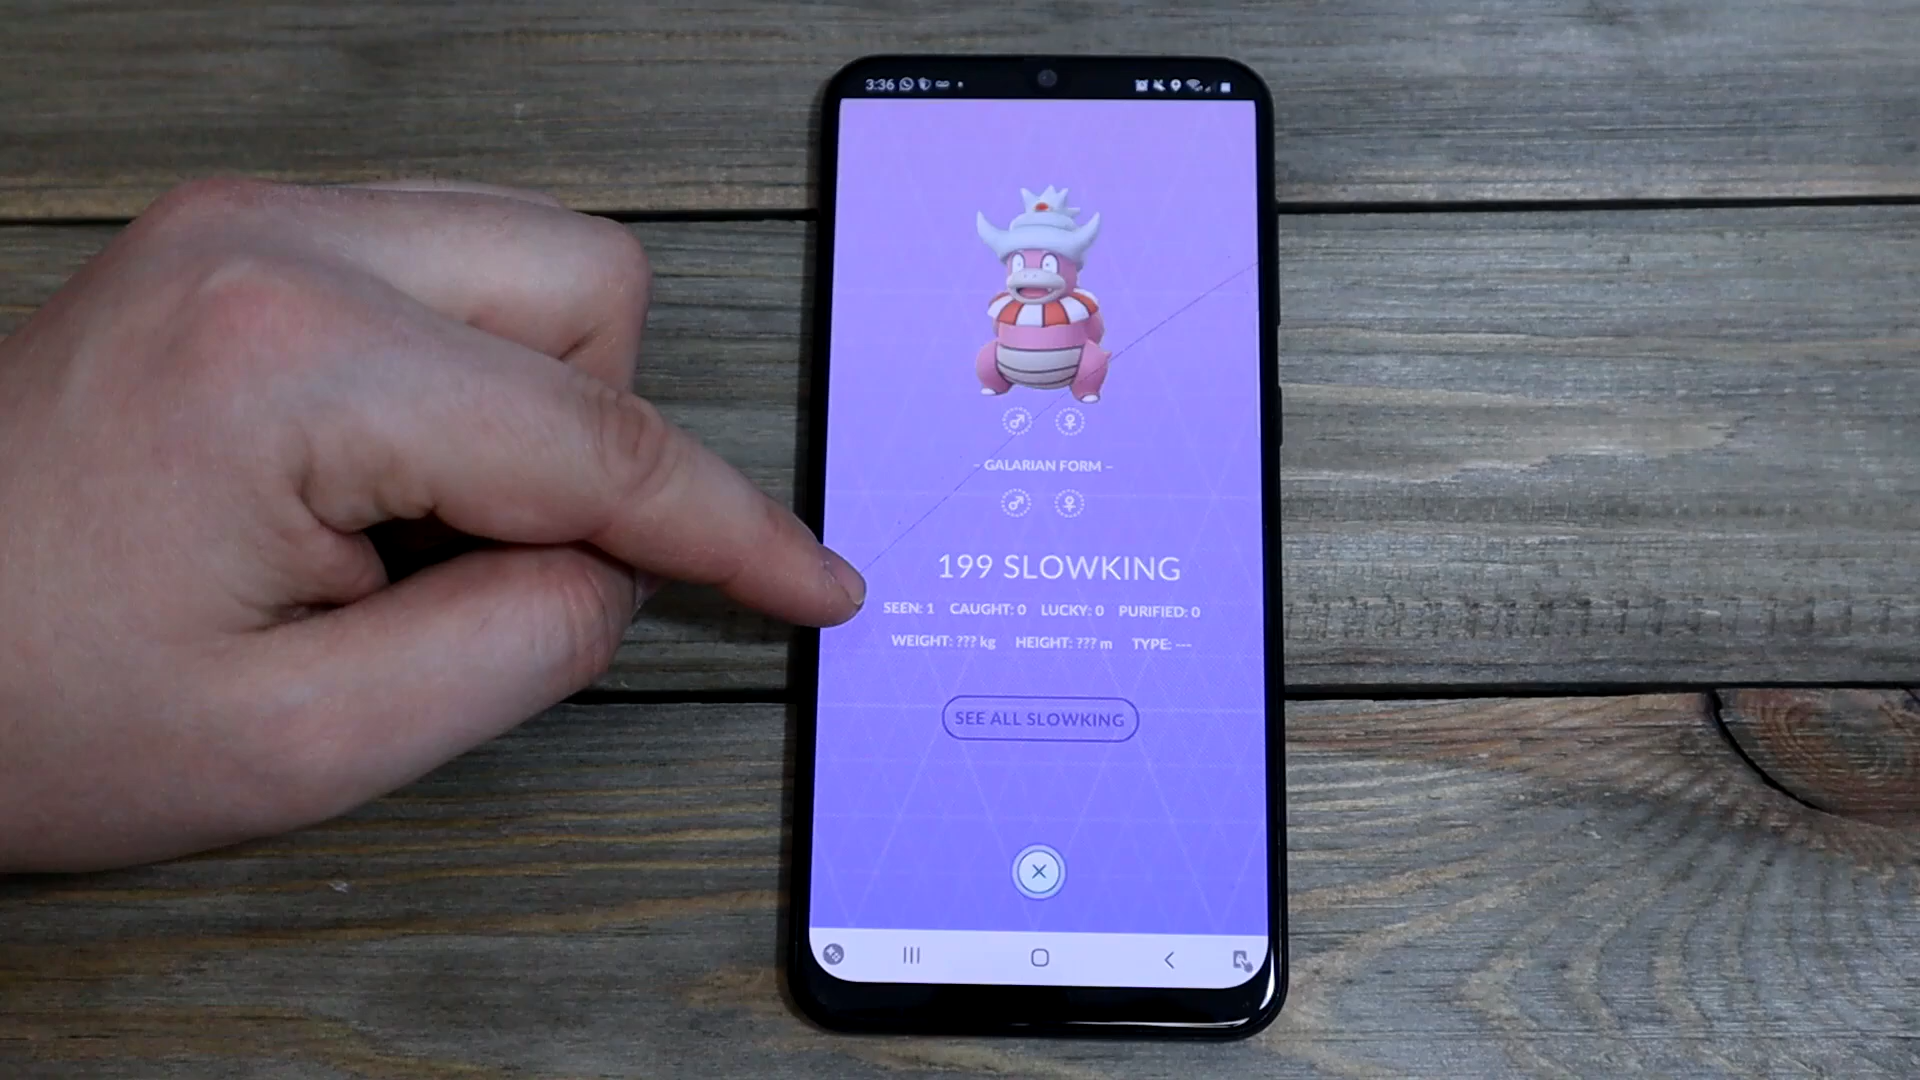 3:36
– GALARIAN FORM –
199 SLOWKING
SEEN: 1 CAUGHT: 0 LUCKY: 0 PURIFIED: 0
WEIGHT: ??? kg HEIGHT: ??? m TYPE: ---
SEE ALL SLOWKING